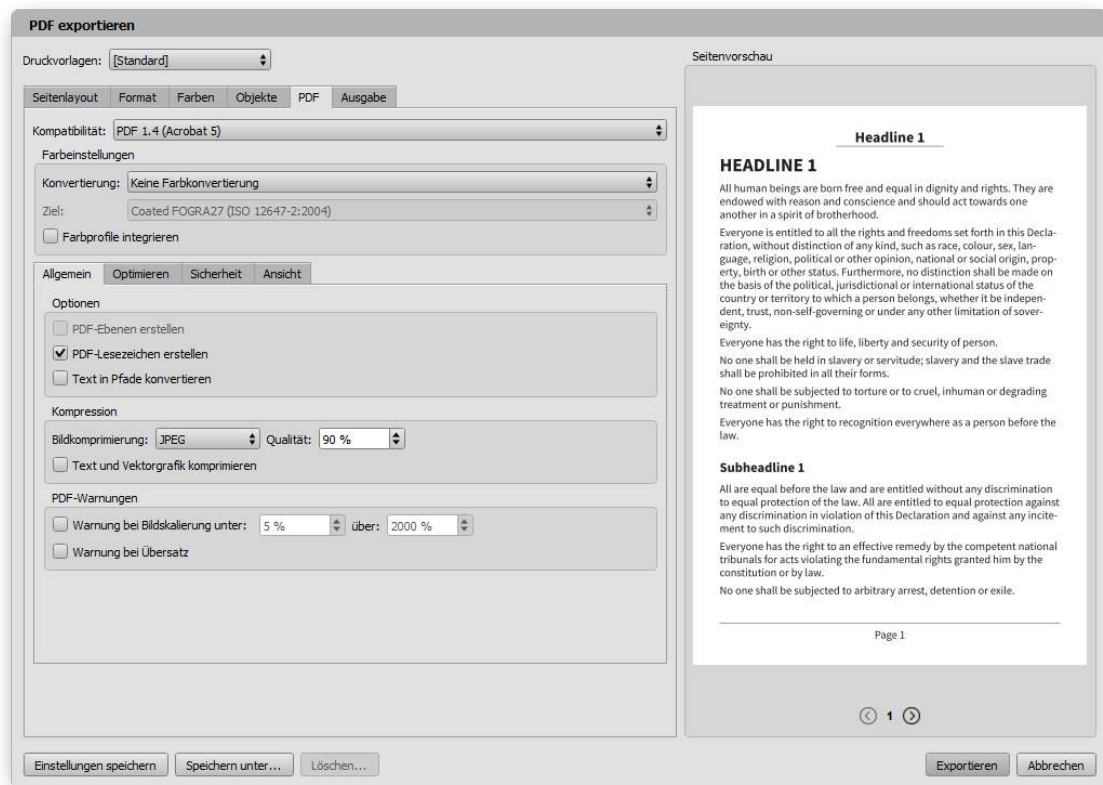 PDF exportieren
Druckvorlagen: [Standard]
Seitenlayout Format Farben Objekte PDF Ausgabe
Kompatibilität: PDF 1.4 (Acrobat 5)
Farbeinstellungen
Konvertierung: Keine Farbkonvertierung
Ziel: Coated FOGRA27 (ISO 12647-2:2004)
Farbprofile integrieren
Allgemein Optimieren Sicherheit Ansicht
Optionen
PDF-Ebenen erstellen
PDF-Lesezeichen erstellen
Text in Pfade konvertieren
Kompression
Bildkomprimierung: JPEG Qualität: 90 %
Text und Vektorgrafik komprimieren
PDF-Warnungen
Warnung bei Bildskalierung unter: 5 % über: 2000 %
Warnung bei Übersatz
Einstellungen speichern Speichern unter... Löschen...
Seitenvorschau
Headline 1
HEADLINE 1
All human beings are born free and equal in dignity and rights. They are
endowed with reason and conscience and should act towards one
another in a spirit of brotherhood.
Everyone is entitled to all the rights and freedoms set forth in this Decla-
ration, without distinction of any kind, such as race, colour, sex, lan-
guage, religion, political or other opinion, national or social origin, prop-
erty, birth or other status. Furthermore, no distinction shall be made on
the basis of the political, jurisdictional or international status of the
country or territory to which a person belongs, whether it be indepen-
dent, trust, non-self-governing or under any other limitation of sover-
eignty.
Everyone has the right to life, liberty and security of person.
No one shall be held in slavery or servitude; slavery and the slave trade
shall be prohibited in all their forms.
No one shall be subjected to torture or to cruel, inhuman or degrading
treatment or punishment.
Everyone has the right to recognition everywhere as a person before the
law.
Subheadline 1
All are equal before the law and are entitled without any discrimination
to equal protection of the law. All are entitled to equal protection against
any discrimination in violation of this Declaration and against any incite-
ment to such discrimination.
Everyone has the right to an effective remedy by the competent national
tribunals for acts violating the fundamental rights granted him by the
constitution or by law.
No one shall be subjected to arbitrary arrest, detention or exile.
Page 1
1
Exportieren Abbrechen